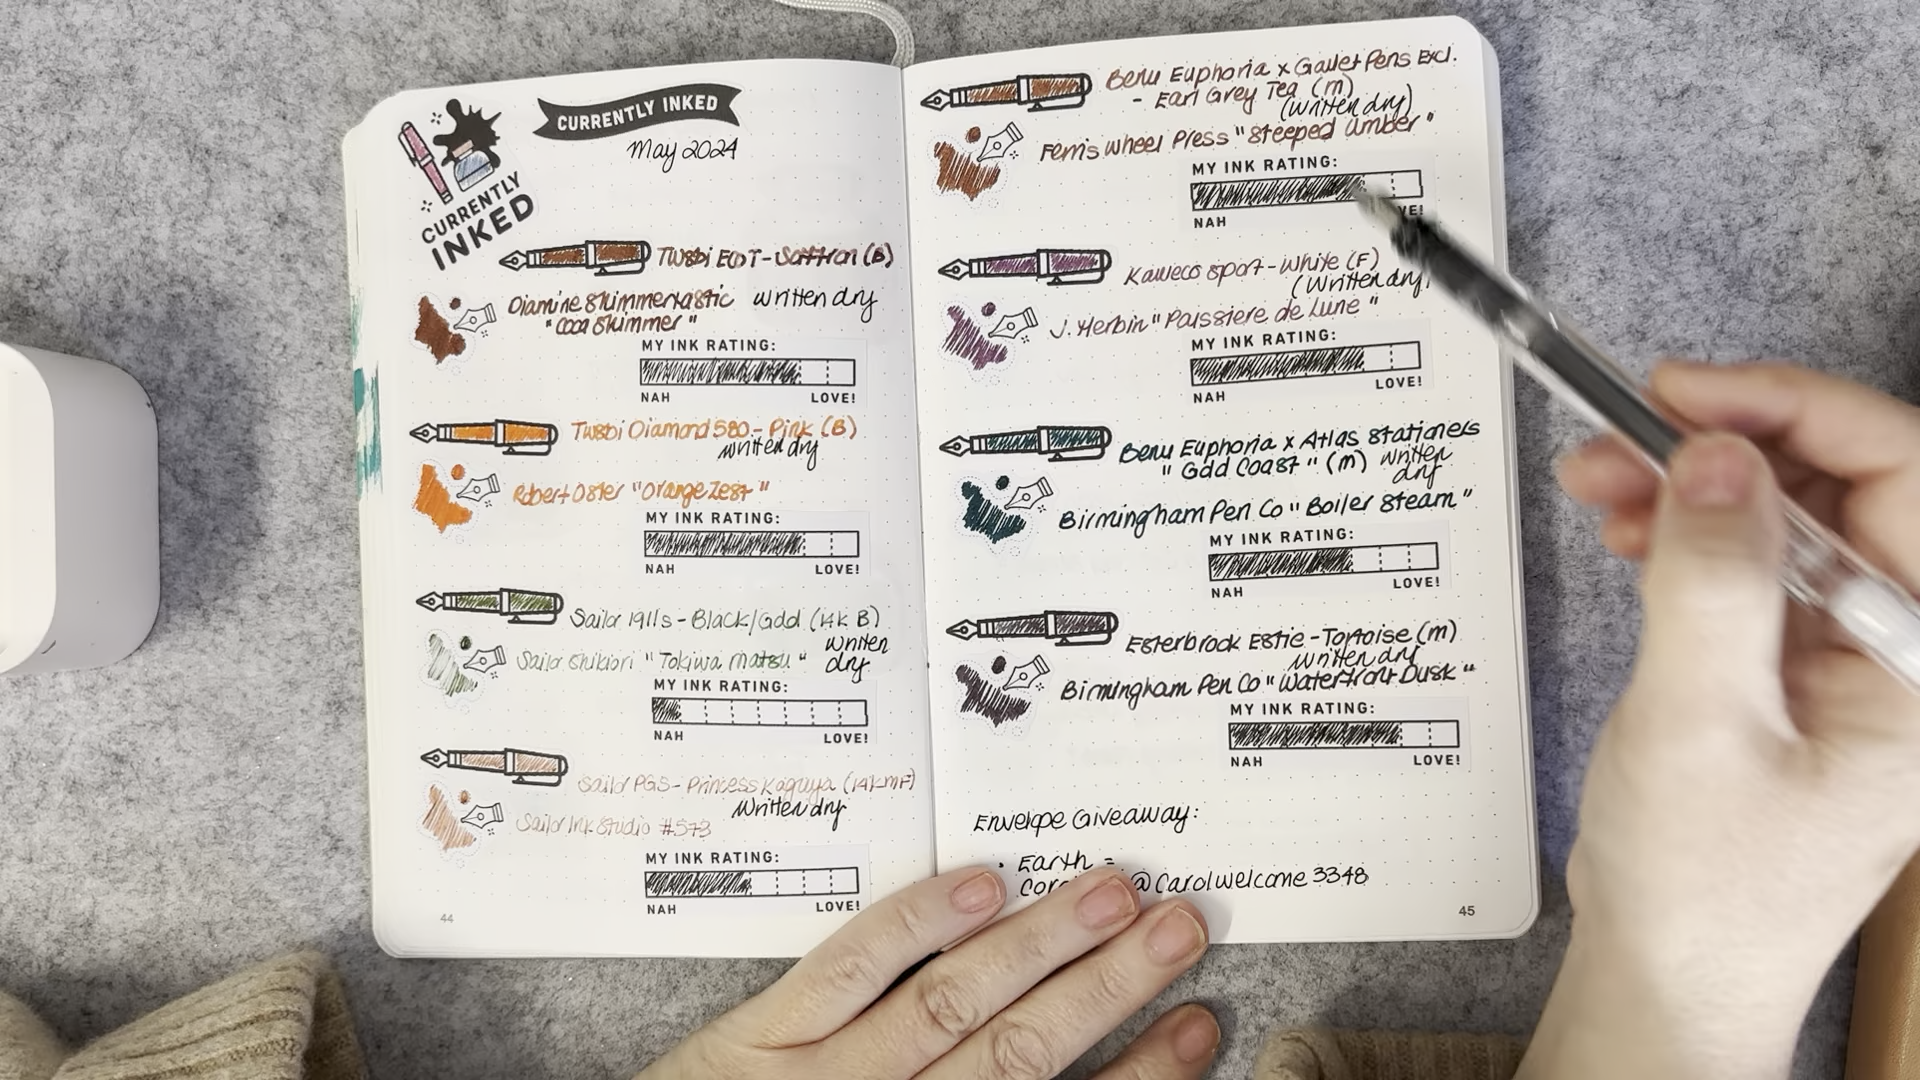 CURRENTLY INKED
May 2024
CURRENTLY
INKED
Twsbi ECO T - Saffron (B)
Diamine Shimmertastic written dry
"Coca Shimmer"
MY INK RATING:
NAH LOVE!
Twsbi Diamond 580 - Pink (B)
written dry
Robert Oster "Orange Zest"
MY INK RATING:
NAH LOVE!
Sailor 1911s - Black/Gold (14k B)
written
Sailor Shikiori "Tokiwa Matsu" dry
MY INK RATING:
NAH LOVE!
Sailor PGS - Princess Kaguya (14k MF)
Written dry
Sailor Ink Studio #573
MY INK RATING:
NAH LOVE!
44
Benu Euphoria x Goulet Pens Excl.
- Earl Grey Tea (M)
(written dry)
Ferris Wheel Press "Steeped Umber"
MY INK RATING:
NAH
Kaweco Sport - White (F)
(Written dry)
J. Herbin "Poussiere de Lune"
MY INK RATING:
NAH LOVE!
Benu Euphoria x Atlas Stationers
"Gold Coast" (M) written
dry
Birmingham Pen Co "Boiler Steam"
MY INK RATING:
NAH LOVE!
Esterbrook Estie - Tortoise (M)
written dry
Birmingham Pen Co "Waterfront Dusk"
MY INK RATING:
NAH LOVE!
Envelope Giveaway:
• Earth =
@Carolwelcome3348
45